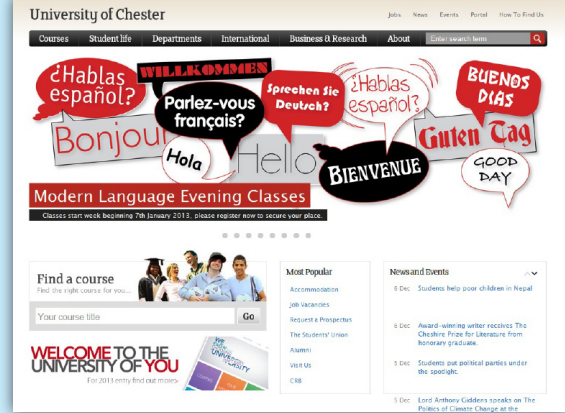 University of Chester
Jobs News Events Portal How To Find Us
Courses Student life Departments International Business & Research About Enter search term
¿Hablas español?
WILLKOMMEN
Parlez-vous français?
Sprechen Sie Deutsch?
¿Hablas español?
BUENOS DÍAS
Bonjour
Hola
Hello
BIENVENUE
Guten Tag
GOOD DAY
Modern Language Evening Classes
Classes start week beginning 7th January 2013, please register now to secure your place.
Find a course
Find the right course for you...
Your course title Go
WELCOME TO THE
UNIVERSITY OF YOU
For 2013 entry find out more>
Most Popular
Accommodation
Job Vacancies
Request a Prospectus
The Students' Union
Alumni
Visit Us
CRB
News and Events
6 Dec Students help poor children in Nepal
5 Dec Award-winning writer receives The
Cheshire Prize for Literature from
honorary graduate.
5 Dec Students put political parties under
the spotlight.
5 Dec Lord Anthony Giddens speaks on The
Politics of Climate Change at the